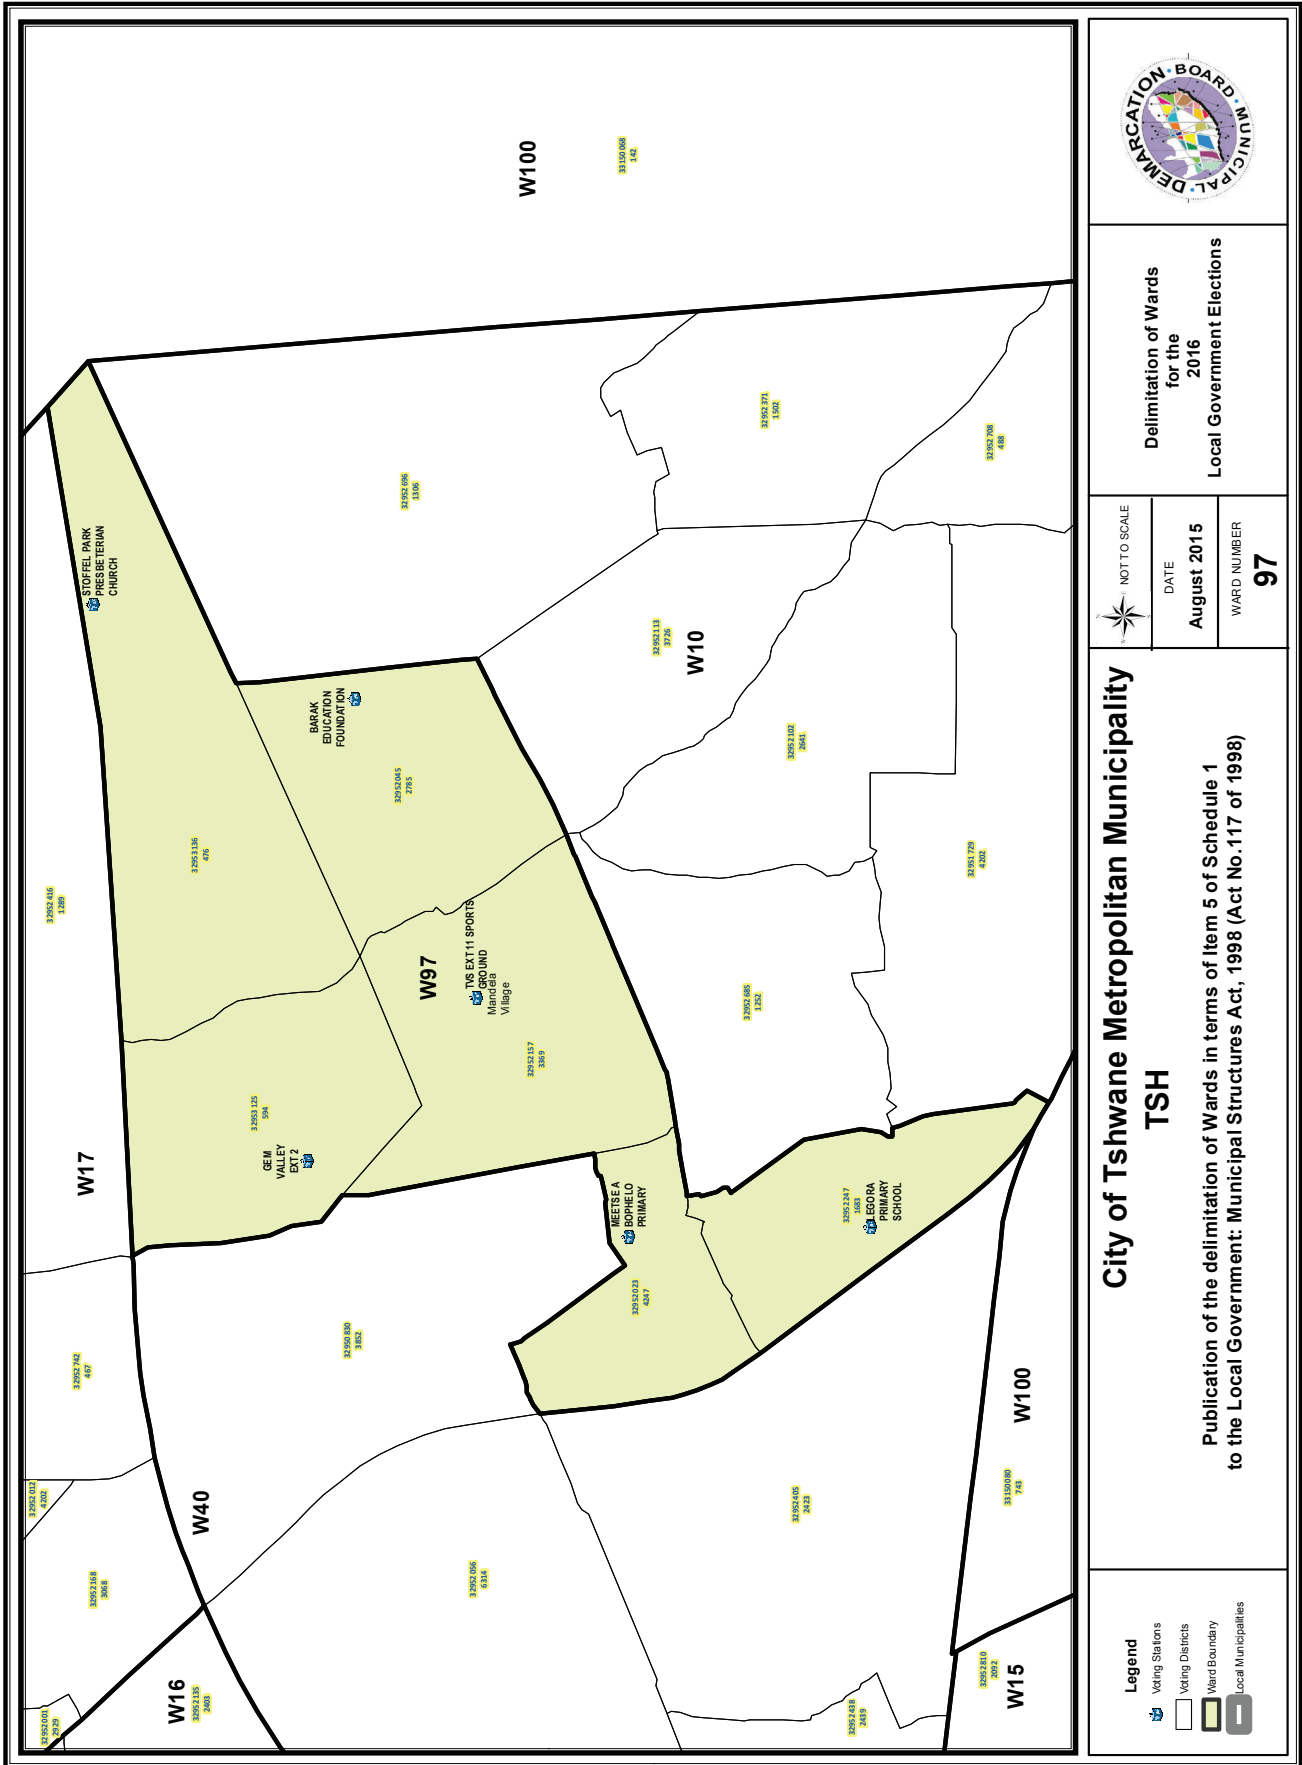 W100
33150068
142
STOFFEL PARK
PRESBETERIAN
CHURCH
32952696
1306
32952371
1502
32952708
488
32952113
3726
W10
BARAK
EDUCATION
FOUNDATION
32952045
2785
32952102
2641
32953136
476
32952416
1289
32951729
4202
W97
TVS EXT11 SPORTS
GROUND
Mandela
Village
32952685
1252
32952157
3369
32953125
594
GEM
VALLEY
EXT 2
W17
MEETSE A
BOPHELO
PRIMARY
32952247
1683
LEGORA
PRIMARY
SCHOOL
32952023
4247
32950830
3852
32952742
467
W100
33150080
743
32952012
4202
W40
32952405
2423
32952168
3068
32952056
6314
W16
32952135
2403
32952001
2929
32952438
2439
32952810
2092
W15
Legend
Voting Stations
Voting Districts
Ward Boundary
Local Municipalities
City of Tshwane Metropolitan Municipality
TSH
Publication of the delimitation of Wards in terms of Item 5 of Schedule 1
to the Local Government: Municipal Structures Act, 1998 (Act No.117 of 1998)
N
W
E
S
NOT TO SCALE
DATE
August 2015
WARD NUMBER
97
Delimitation of Wards
for the
2016
Local Government Elections
MUNICIPAL • DEMARCATION • BOARD •